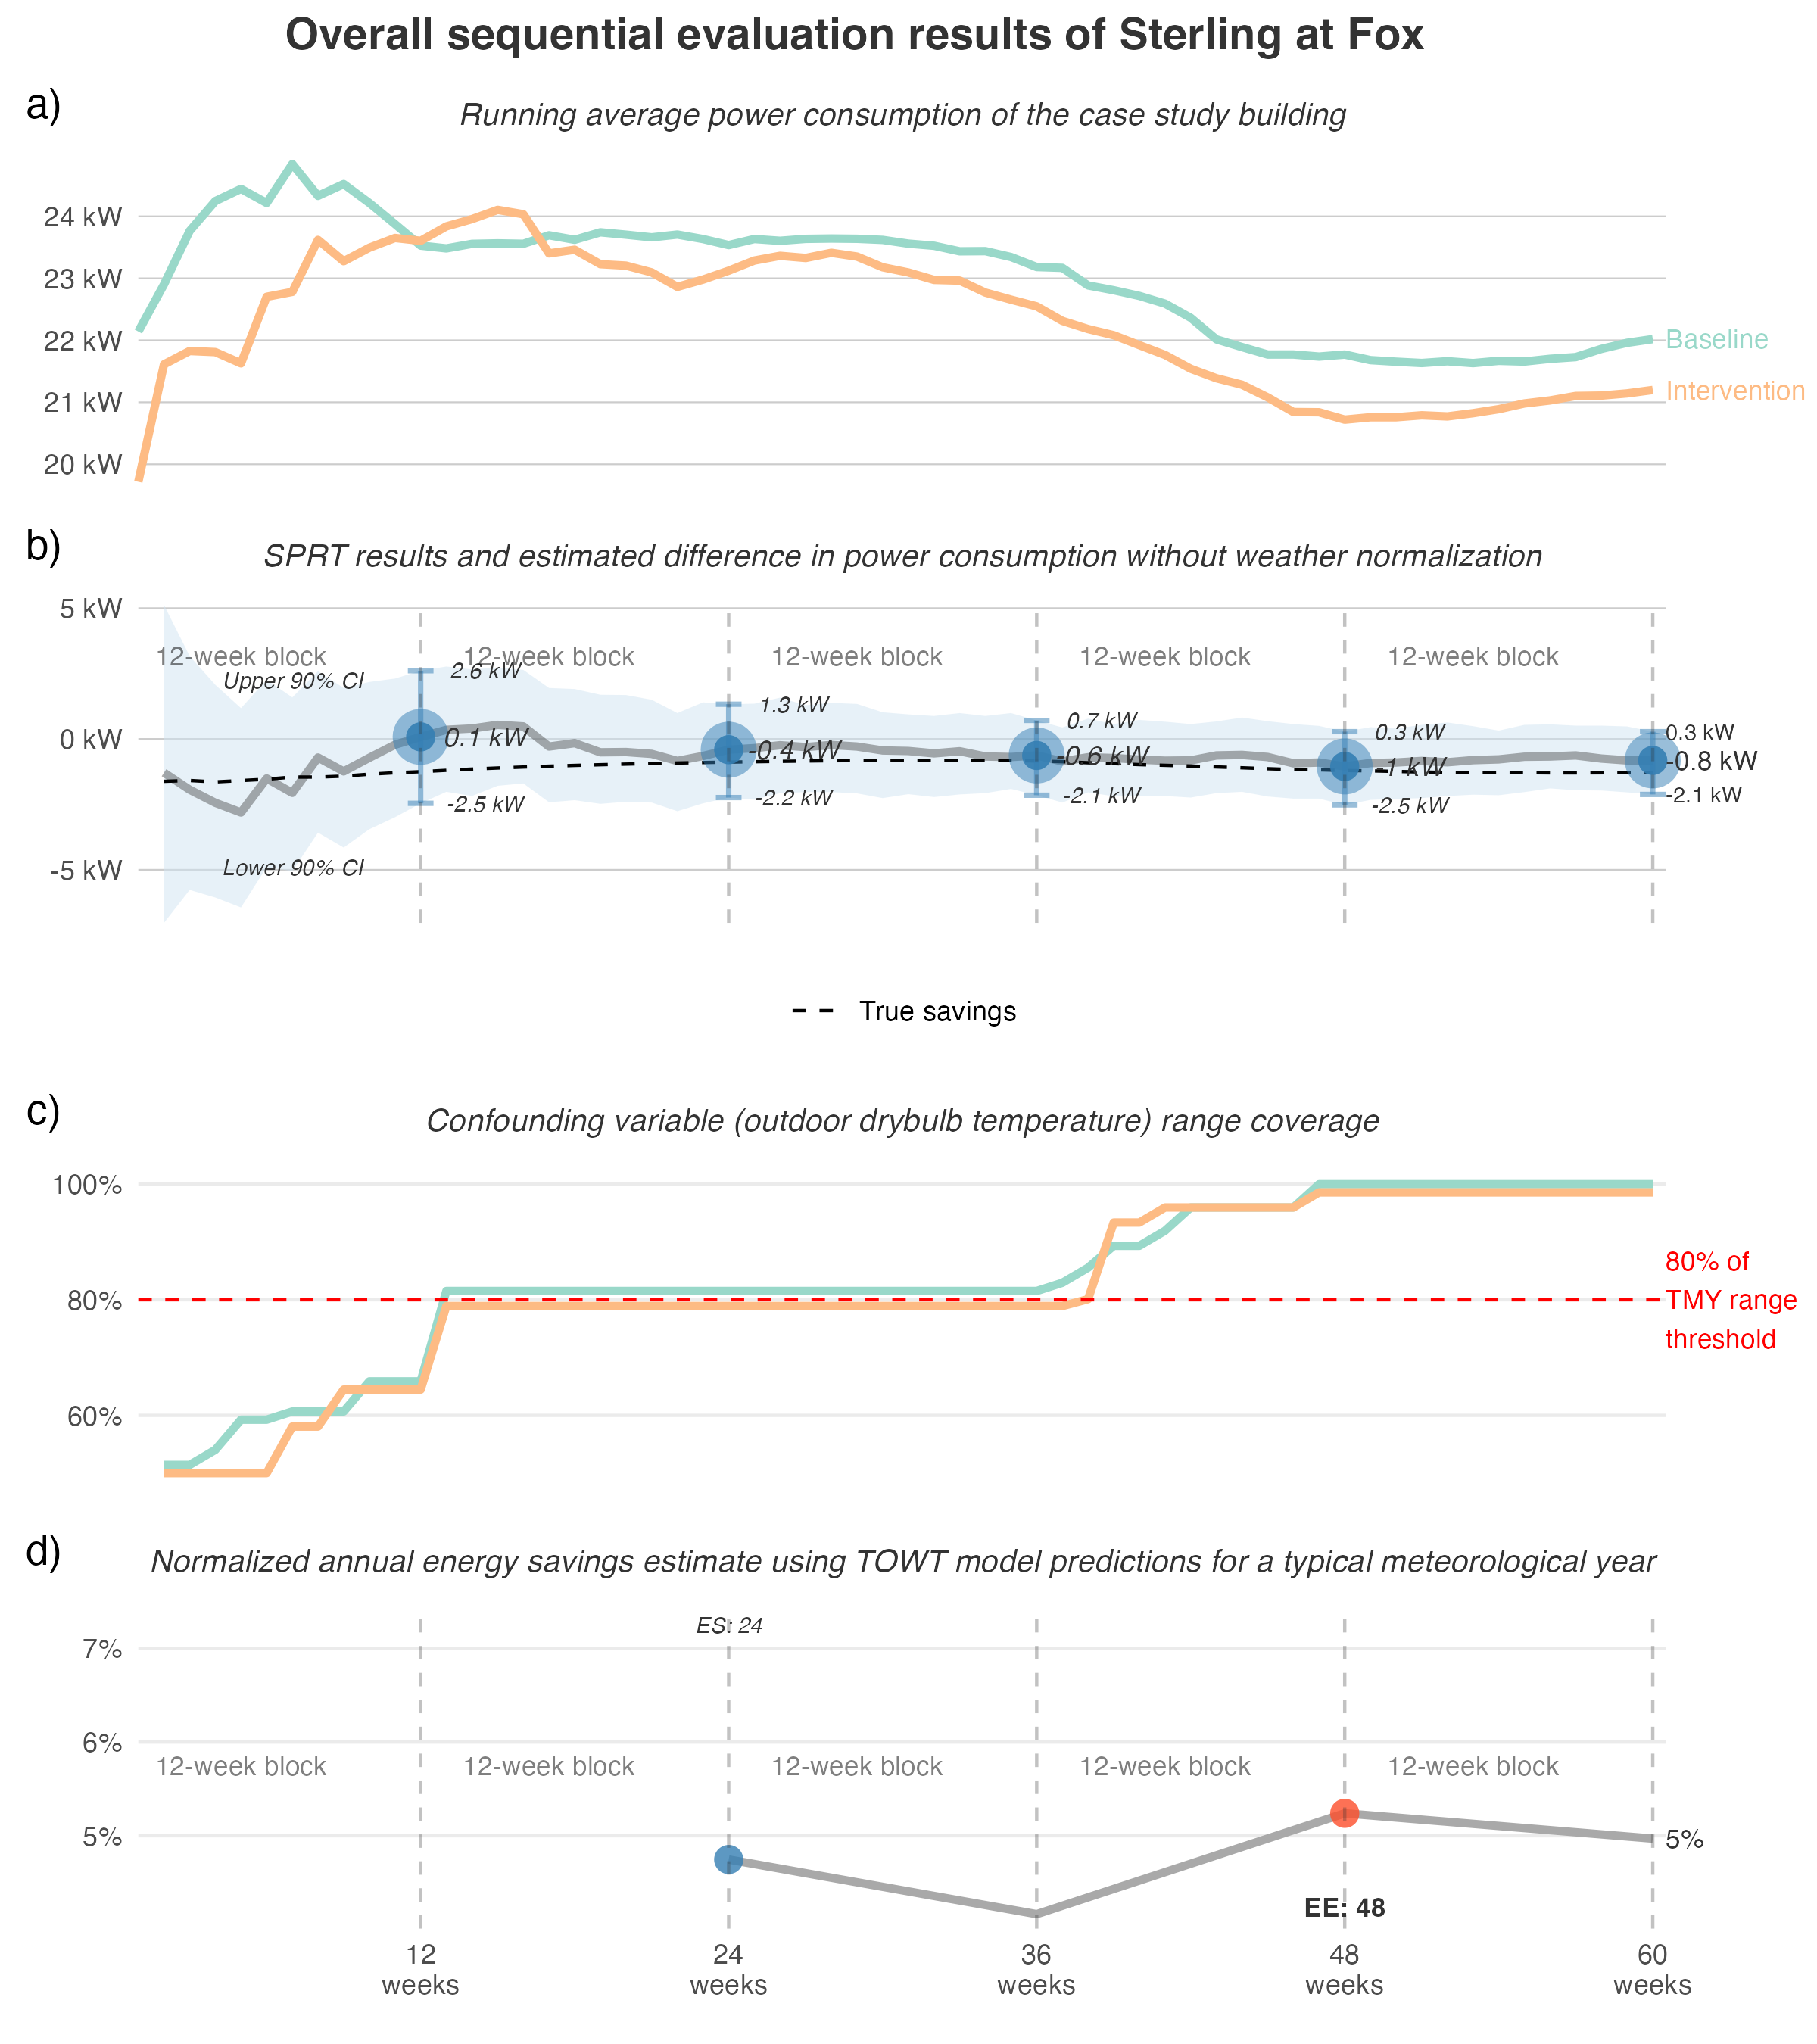 Overall sequential evaluation results of Sterling at Fox
a)
Running average power consumption of the case study building
24 kW
23 kW
22 kW
21 kW
20 kW
Baseline
Intervention
b)
SPRT results and estimated difference in power consumption without weather normalization
5 kW
0 kW
-5 kW
12-week block
12-week block
12-week block
12-week block
12-week block
Upper 90% CI
Lower 90% CI
2.6 kW
0.1 kW
-2.5 kW
1.3 kW
-0.4 kW
-2.2 kW
0.7 kW
-0.6 kW
-2.1 kW
0.3 kW
-1 kW
-2.5 kW
0.3 kW
-0.8 kW
-2.1 kW
True savings
c)
Confounding variable (outdoor drybulb temperature) range coverage
100%
80%
60%
80% of
TMY range
threshold
d)
Normalized annual energy savings estimate using TOWT model predictions for a typical meteorological year
ES: 24
7%
6%
5%
12-week block
12-week block
12-week block
12-week block
12-week block
5%
EE: 48
12
weeks
24
weeks
36
weeks
48
weeks
60
weeks